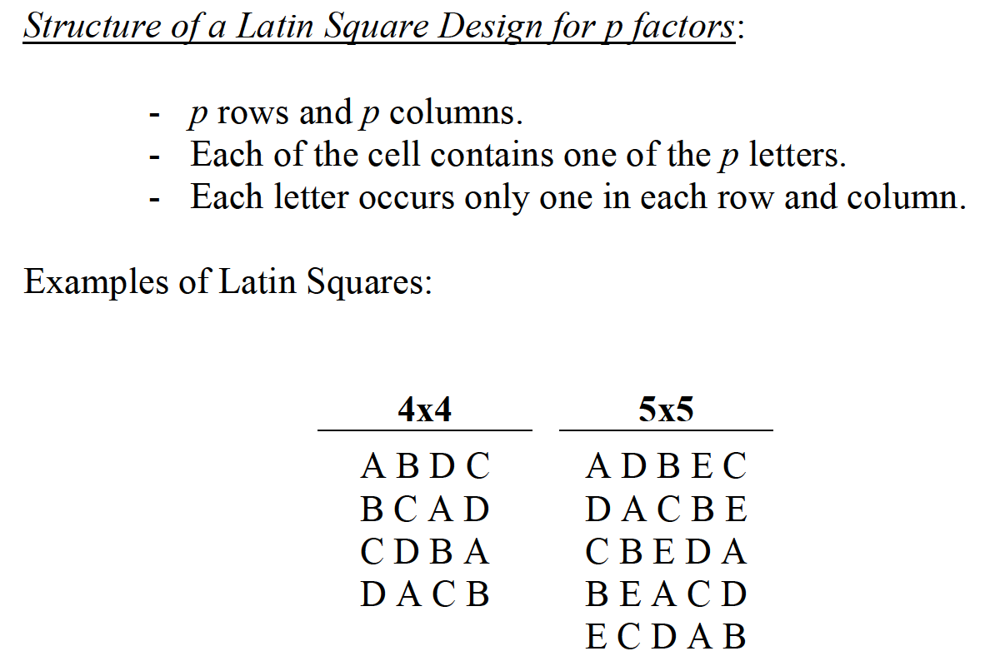 Structure of a Latin Square Design for p factors:
- p rows and p columns.
- Each of the cell contains one of the p letters.
- Each letter occurs only one in each row and column.
Examples of Latin Squares:
4x4 5x5
A B D C A D B E C
B C A D D A C B E
C D B A C B E D A
D A C B B E A C D
E C D A B